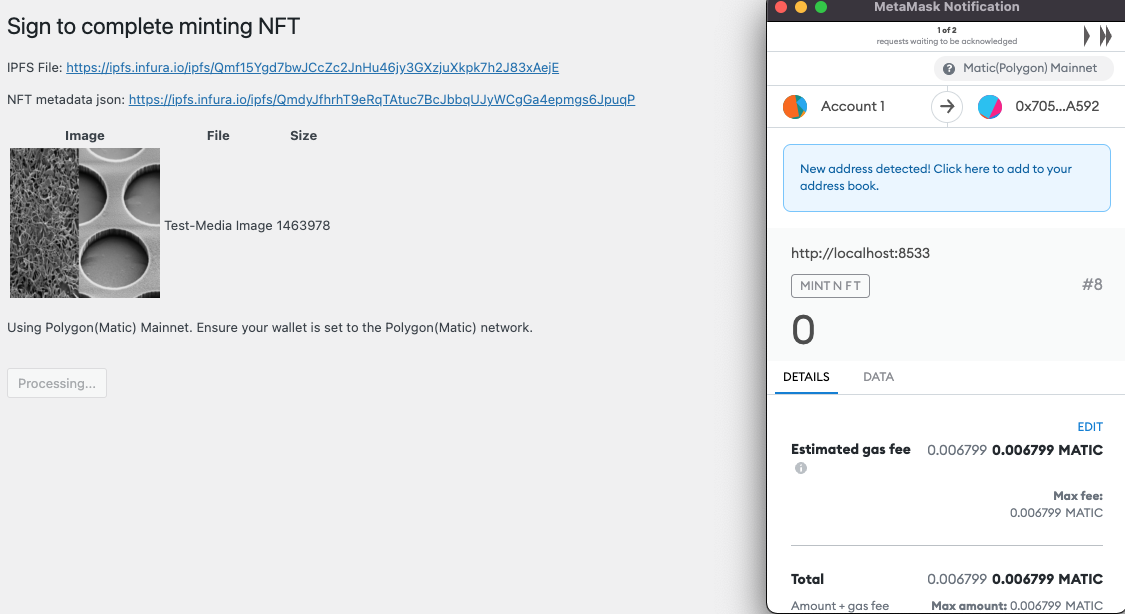 Sign to complete minting NFT
IPFS File: https://ipfs.infura.io/ipfs/Qmf15Ygd7bwJCcZc2JnHu46jy3GXzjuXkpk7h2J83xAejE
NFT metadata json: https://ipfs.infura.io/ipfs/QmdyJfhrhT9eRqTAtuc7BcJbbqUJyWCgGa4epmgs6JpuqP
Image File Size
Test-Media Image 1463978
Using Polygon(Matic) Mainnet. Ensure your wallet is set to the Polygon(Matic) network.
Processing...
MetaMask Notification
1 of 2
requests waiting to be acknowledged
Matic(Polygon) Mainnet
Account 1
0x705...A592
New address detected! Click here to add to your
address book.
http://localhost:8533
MINT N F T
#8
0
DETAILS DATA
EDIT
Estimated gas fee 0.006799 0.006799 MATIC
Max fee:
0.006799 MATIC
Total 0.006799 0.006799 MATIC
Amount + gas fee Max amount: 0.006799 MATIC